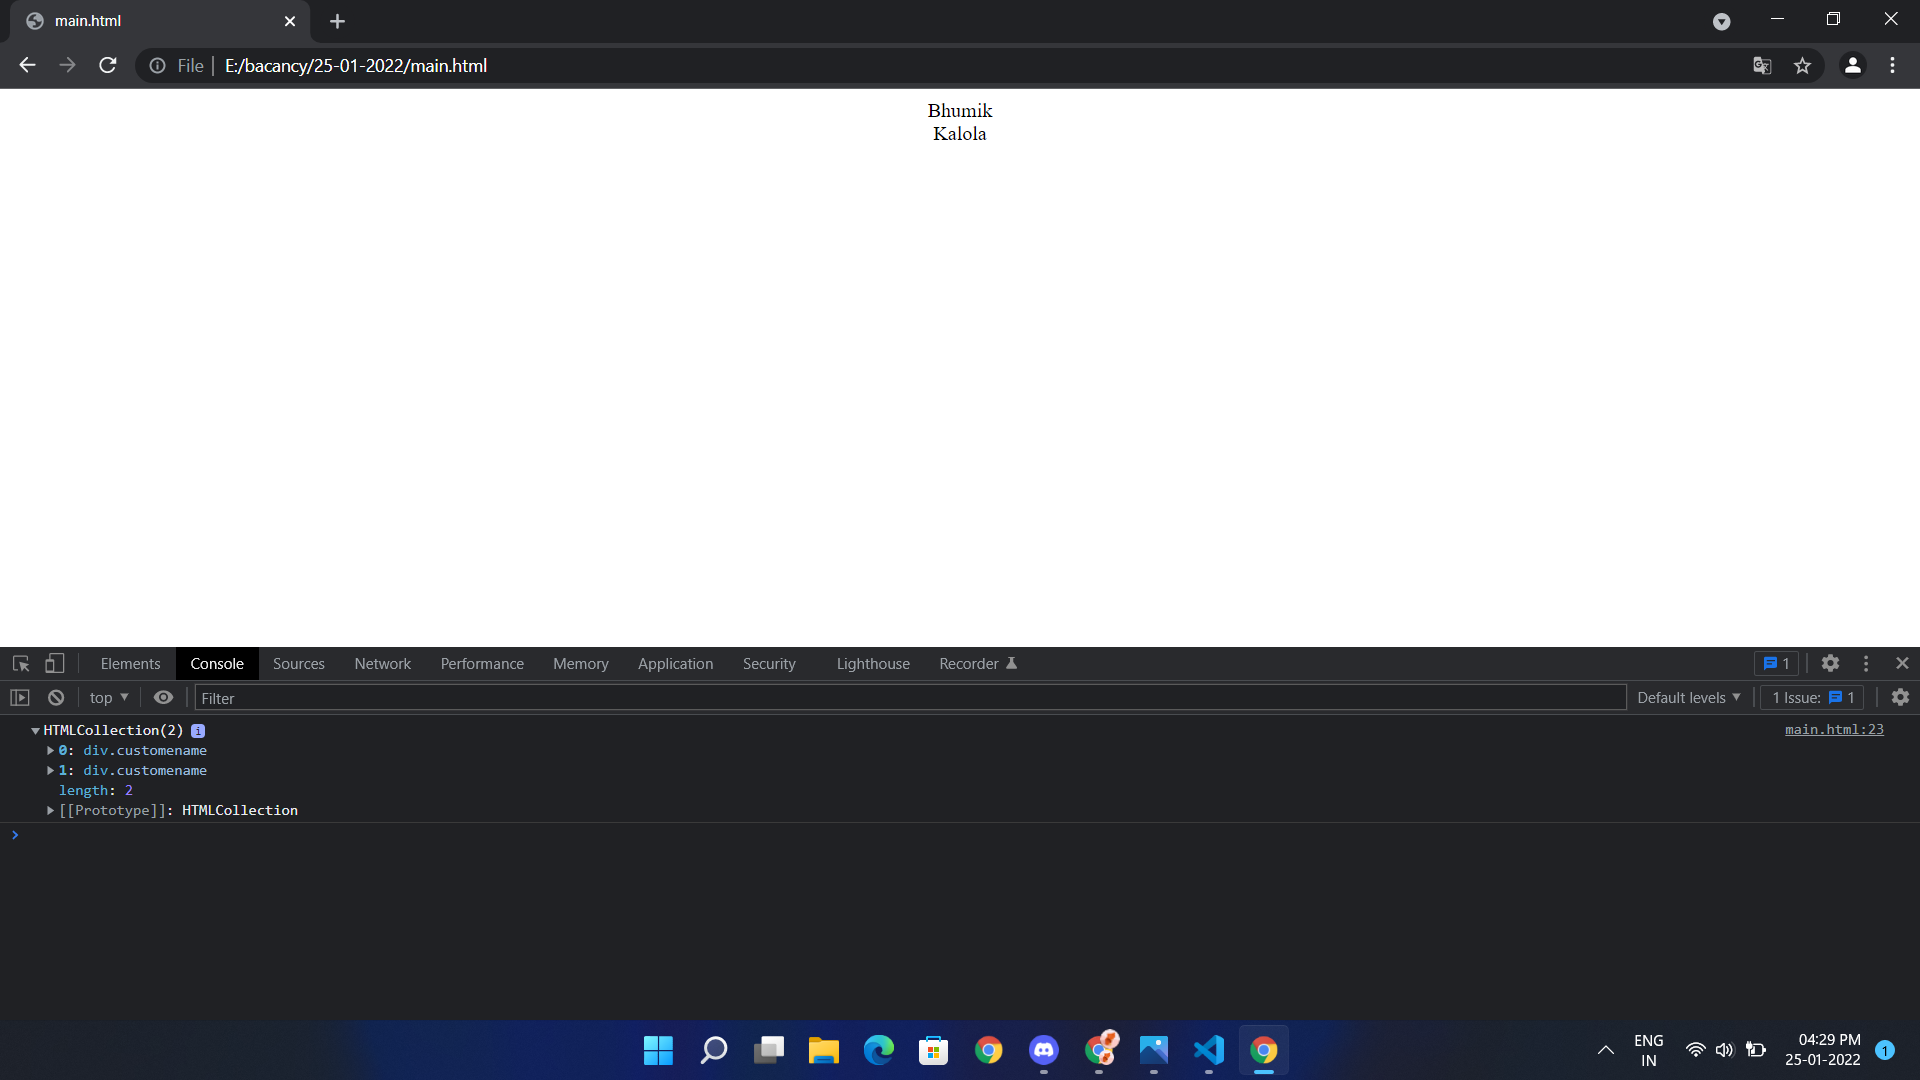 main.html
File | E:/bacancy/25-01-2022/main.html
Bhumik
Kalola
Elements Console Sources Network Performance Memory Application Security Lighthouse Recorder 1
top Filter Default levels 1 Issue: 1
HTMLCollection(2) i main.html:23
0: div.customename
1: div.customename
length: 2
[[Prototype]]: HTMLCollection
ENG
IN
04:29 PM
25-01-2022
1